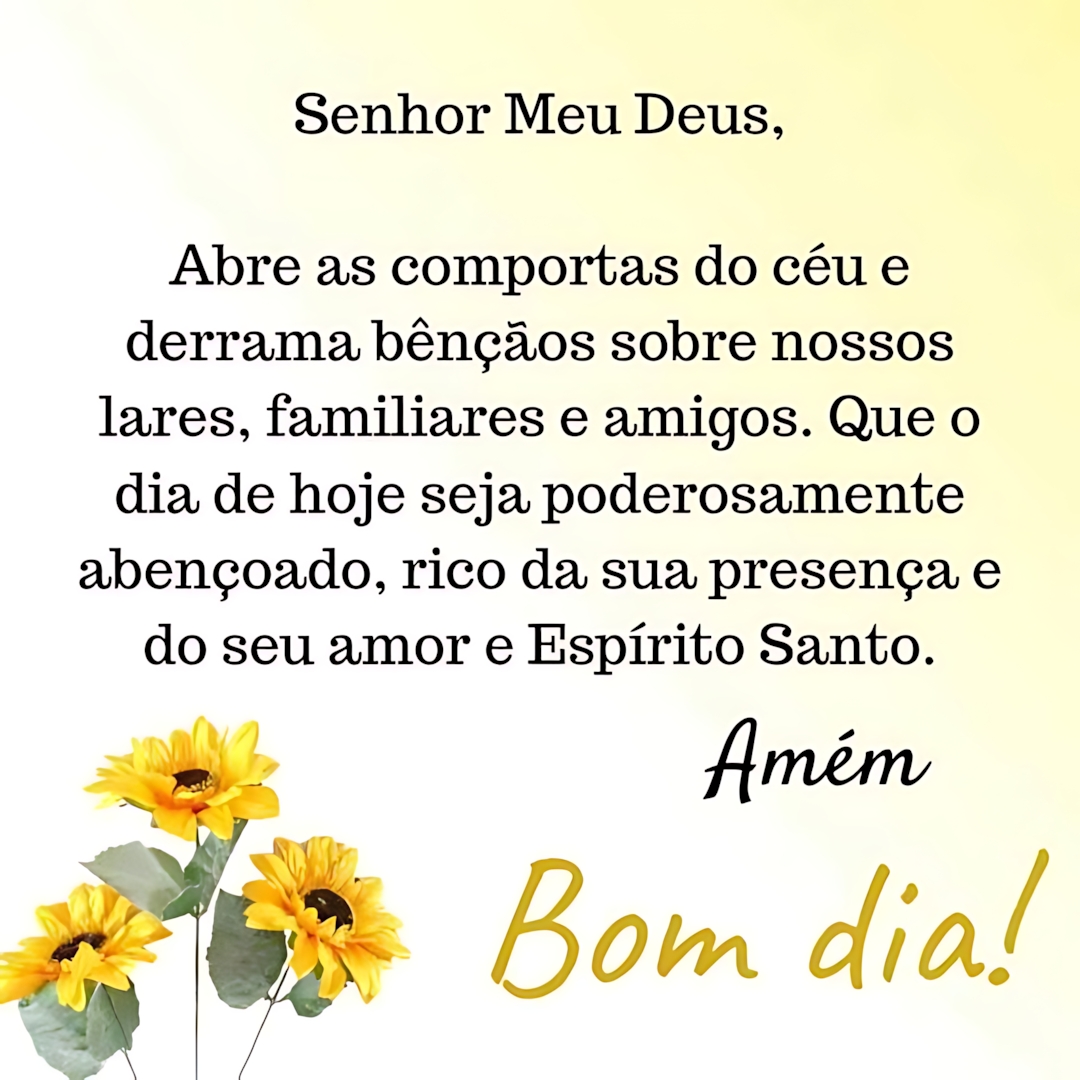 Senhor Meu Deus,
Abre as comportas do céu e
derrama bênçãos sobre nossos
lares, familiares e amigos. Que o
dia de hoje seja poderosamente
abençoado, rico da sua presença e
do seu amor e Espírito Santo.
Amém
Bom dia!